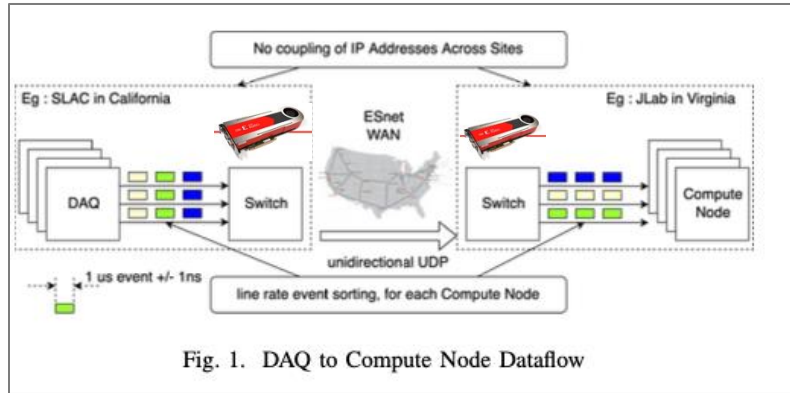 No coupling of IP Addresses Across Sites
Eg : SLAC in California
Eg : JLab in Virginia
ESnet
WAN
DAQ
Switch
Switch
Compute
Node
unidirectional UDP
1 us event +/- 1ns
line rate event sorting, for each Compute Node
Fig. 1. DAQ to Compute Node Dataflow